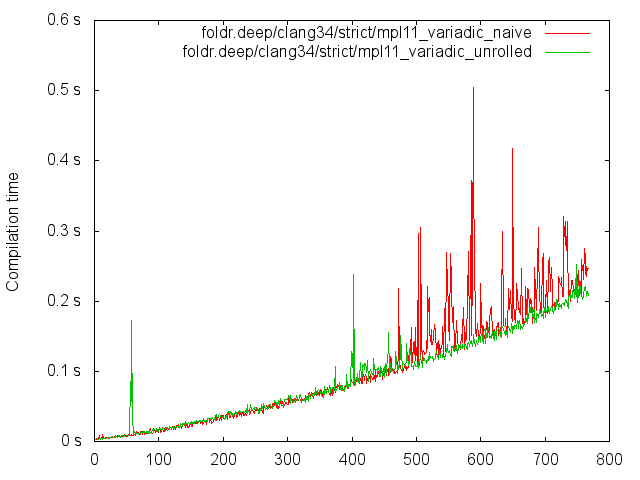 foldr.deep/clang34/strict/mpl11_variadic_naive
foldr.deep/clang34/strict/mpl11_variadic_unrolled
Compilation time
0.6 s
0.5 s
0.4 s
0.3 s
0.2 s
0.1 s
0 s
0 100 200 300 400 500 600 700 800